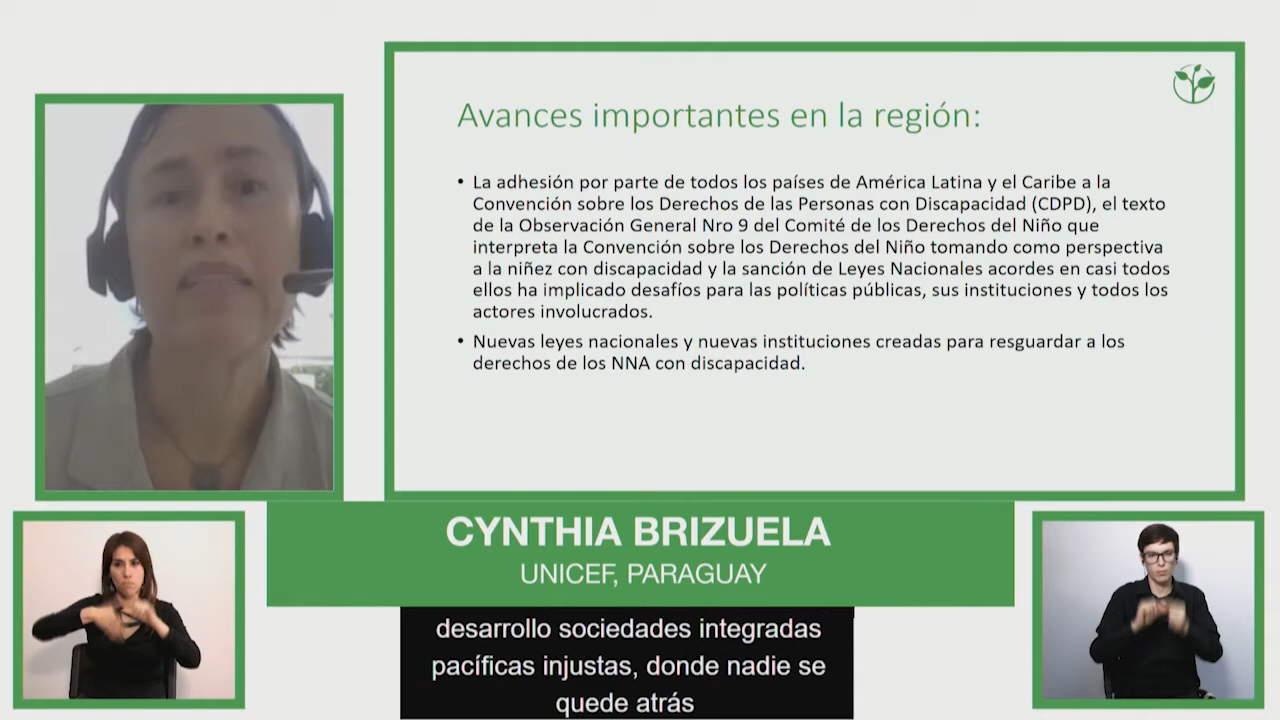 Avances importantes en la región:
• La adhesión por parte de todos los países de América Latina y el Caribe a la
Convención sobre los Derechos de las Personas con Discapacidad (CDPD), el texto
de la Observación General Nro 9 del Comité de los Derechos del Niño que
interpreta la Convención sobre los Derechos del Niño tomando como perspectiva
a la niñez con discapacidad y la sanción de Leyes Nacionales acordes en casi todos
ellos ha implicado desafíos para las políticas públicas, sus instituciones y todos los
actores involucrados.
• Nuevas leyes nacionales y nuevas instituciones creadas para resguardar a los
derechos de los NNA con discapacidad.
CYNTHIA BRIZUELA
UNICEF, PARAGUAY
desarrollo sociedades integradas
pacíficas injustas, donde nadie se
quede atrás